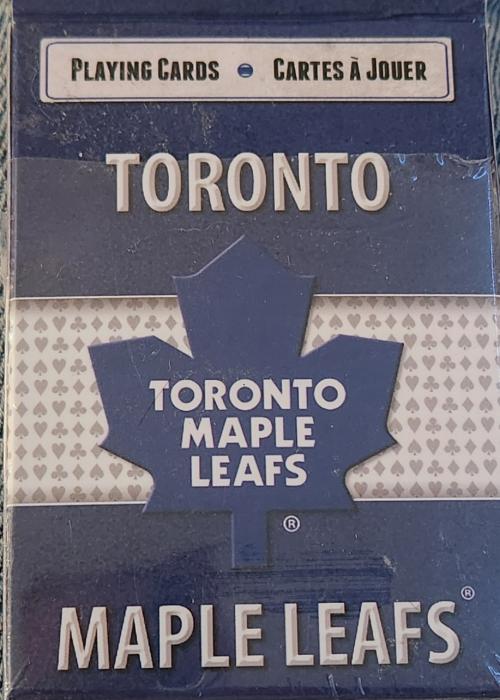 PLAYING CARDS • CARTES À JOUER
TORONTO
TORONTO
MAPLE
LEAFS
®
MAPLE LEAFS®